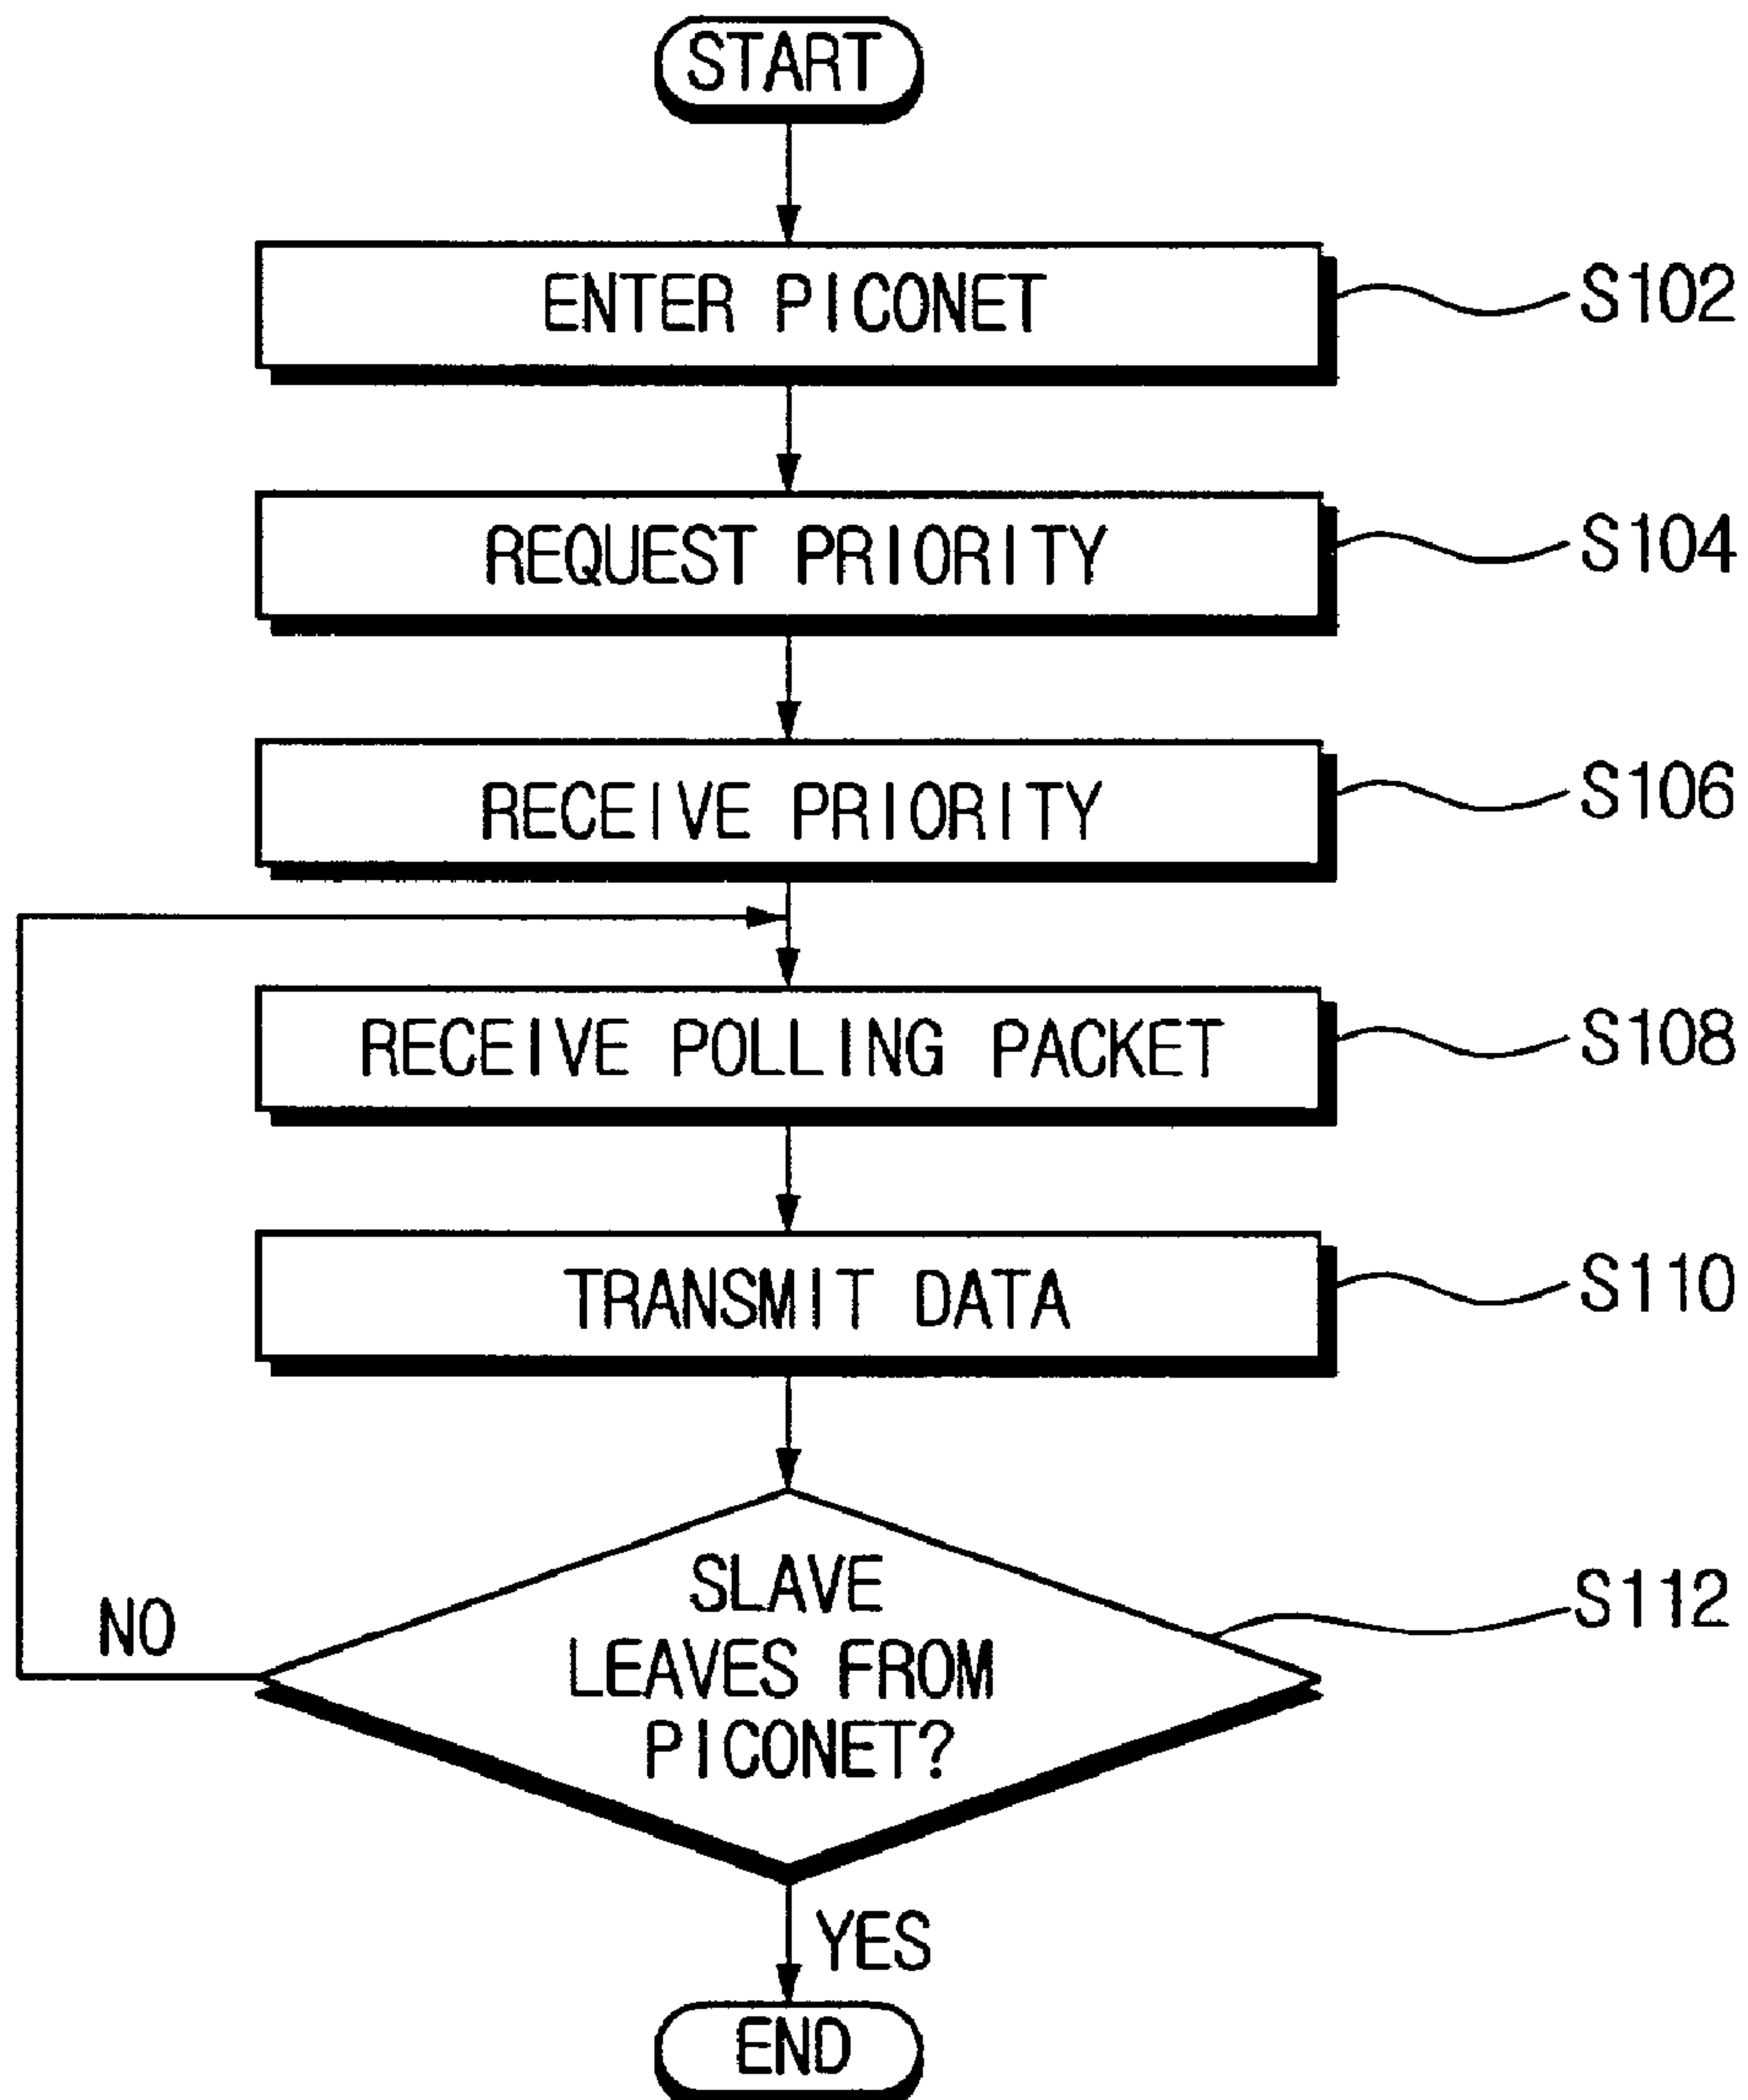 START
ENTER PICONET
S102
REQUEST PRIORITY
S104
RECEIVE PRIORITY
S106
RECEIVE POLLING PACKET
S108
TRANSMIT DATA
S110
SLAVE
LEAVES FROM
PICONET?
S112
NO
YES
END